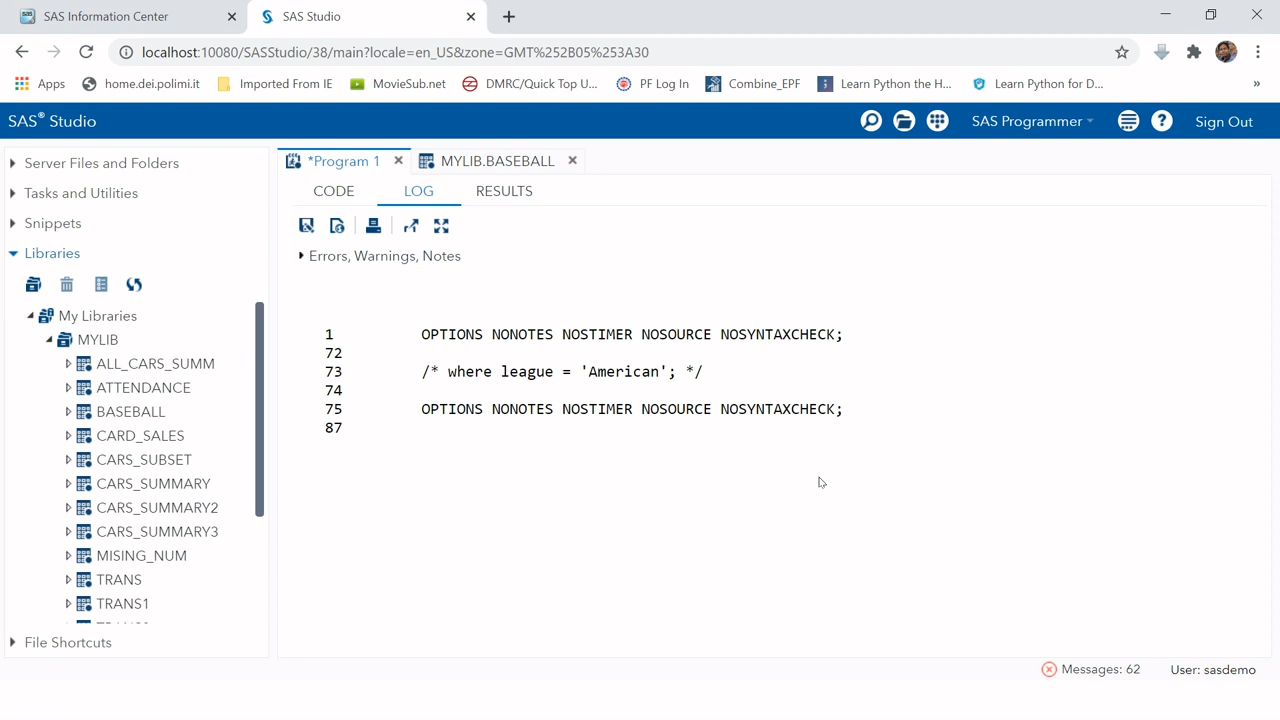 SAS Information Center
SAS Studio
localhost:10080/SASStudio/38/main?locale=en_US&zone=GMT%252B05%253A30
Apps home.dei.polimi.it Imported From IE MovieSub.net DMRC/Quick Top U... PF Log In Combine_EPF Learn Python the H... Learn Python for D... »
SAS® Studio
SAS Programmer
Sign Out
Server Files and Folders
Tasks and Utilities
Snippets
Libraries
My Libraries
MYLIB
ALL_CARS_SUMM
ATTENDANCE
BASEBALL
CARD_SALES
CARS_SUBSET
CARS_SUMMARY
CARS_SUMMARY2
CARS_SUMMARY3
MISING_NUM
TRANS
TRANS1
File Shortcuts
*Program 1
MYLIB.BASEBALL
CODE LOG RESULTS
Errors, Warnings, Notes
1 OPTIONS NONOTES NOSTIMER NOSOURCE NOSYNTAXCHECK;
72
73 /* where league = 'American'; */
74
75 OPTIONS NONOTES NOSTIMER NOSOURCE NOSYNTAXCHECK;
87
Messages: 62
User: sasdemo